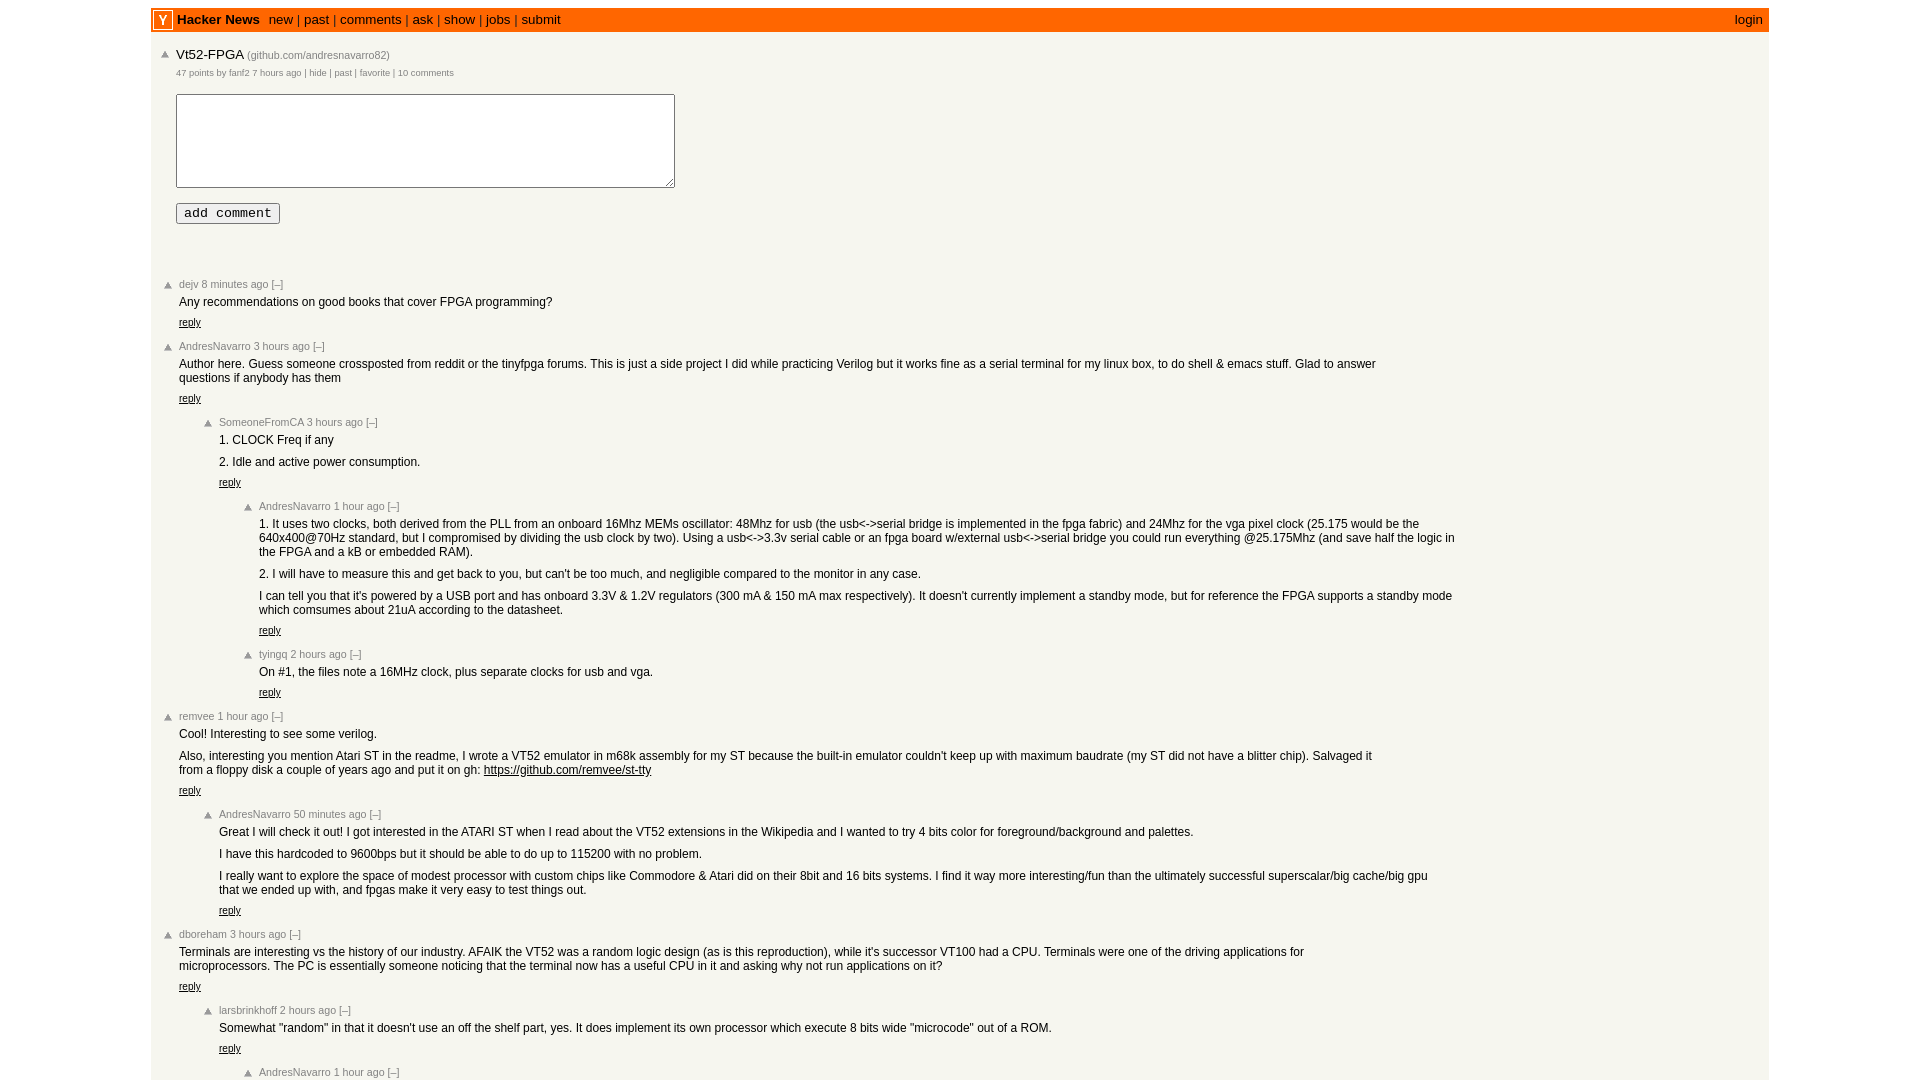 Y Hacker News new | past | comments | ask | show | jobs | submit login
Vt52-FPGA (github.com/andresnavarro82)
47 points by fanf2 7 hours ago | hide | past | favorite | 10 comments
add comment
dejv 8 minutes ago [–]
Any recommendations on good books that cover FPGA programming?
reply
AndresNavarro 3 hours ago [–]
Author here. Guess someone crossposted from reddit or the tinyfpga forums. This is just a side project I did while practicing Verilog but it works fine as a serial terminal for my linux box, to do shell & emacs stuff. Glad to answer
questions if anybody has them
reply
SomeoneFromCA 3 hours ago [–]
1. CLOCK Freq if any
2. Idle and active power consumption.
reply
AndresNavarro 1 hour ago [–]
1. It uses two clocks, both derived from the PLL from an onboard 16Mhz MEMs oscillator: 48Mhz for usb (the usb<->serial bridge is implemented in the fpga fabric) and 24Mhz for the vga pixel clock (25.175 would be the
640x400@70Hz standard, but I compromised by dividing the usb clock by two). Using a usb<->3.3v serial cable or an fpga board w/external usb<->serial bridge you could run everything @25.175Mhz (and save half the logic in
the FPGA and a kB or embedded RAM).
2. I will have to measure this and get back to you, but can't be too much, and negligible compared to the monitor in any case.
I can tell you that it's powered by a USB port and has onboard 3.3V & 1.2V regulators (300 mA & 150 mA max respectively). It doesn't currently implement a standby mode, but for reference the FPGA supports a standby mode
which comsumes about 21uA according to the datasheet.
reply
tyingq 2 hours ago [–]
On #1, the files note a 16MHz clock, plus separate clocks for usb and vga.
reply
remvee 1 hour ago [–]
Cool! Interesting to see some verilog.
Also, interesting you mention Atari ST in the readme, I wrote a VT52 emulator in m68k assembly for my ST because the built-in emulator couldn't keep up with maximum baudrate (my ST did not have a blitter chip). Salvaged it
from a floppy disk a couple of years ago and put it on gh: https://github.com/remvee/st-tty
reply
AndresNavarro 50 minutes ago [–]
Great I will check it out! I got interested in the ATARI ST when I read about the VT52 extensions in the Wikipedia and I wanted to try 4 bits color for foreground/background and palettes.
I have this hardcoded to 9600bps but it should be able to do up to 115200 with no problem.
I really want to explore the space of modest processor with custom chips like Commodore & Atari did on their 8bit and 16 bits systems. I find it way more interesting/fun than the ultimately successful superscalar/big cache/big gpu
that we ended up with, and fpgas make it very easy to test things out.
reply
dboreham 3 hours ago [–]
Terminals are interesting vs the history of our industry. AFAIK the VT52 was a random logic design (as is this reproduction), while it's successor VT100 had a CPU. Terminals were one of the driving applications for
microprocessors. The PC is essentially someone noticing that the terminal now has a useful CPU in it and asking why not run applications on it?
reply
larsbrinkhoff 2 hours ago [–]
Somewhat "random" in that it doesn't use an off the shelf part, yes. It does implement its own processor which execute 8 bits wide "microcode" out of a ROM.
reply
AndresNavarro 1 hour ago [–]